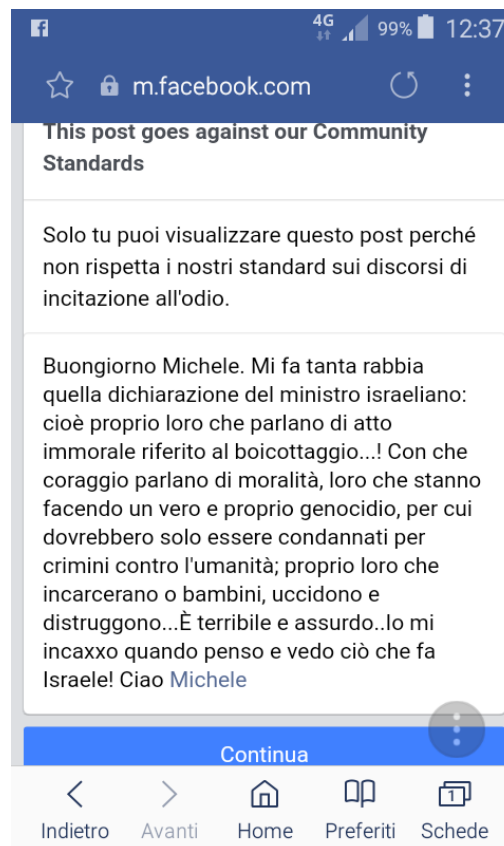 4G 99% 12:37
m.facebook.com
This post goes against our Community
Standards
Solo tu puoi visualizzare questo post perché
non rispetta i nostri standard sui discorsi di
incitazione all'odio.
Buongiorno Michele. Mi fa tanta rabbia
quella dichiarazione del ministro israeliano:
cioè proprio loro che parlano di atto
immorale riferito al boicottaggio...! Con che
coraggio parlano di moralità, loro che stanno
facendo un vero e proprio genocidio, per cui
dovrebbero solo essere condannati per
crimini contro l'umanità; proprio loro che
incarcerano o bambini, uccidono e
distruggono...È terribile e assurdo..Io mi
incaxxo quando penso e vedo ciò che fa
Israele! Ciao Michele
Continua
Indietro Avanti Home Preferiti Schede
1